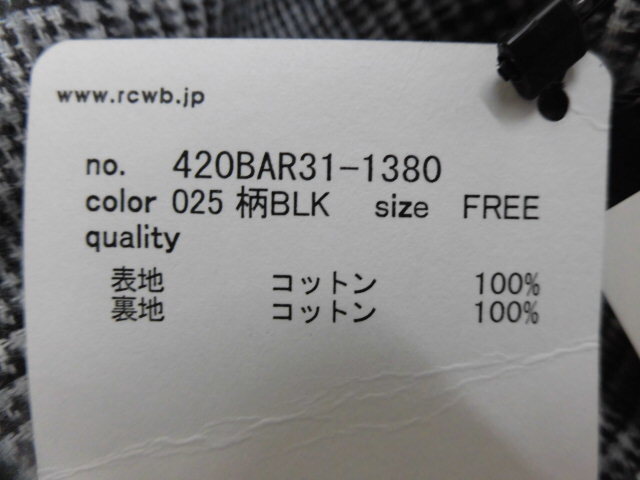 www.rcwb.jp
no. 420BAR31-1380
color 025 柄BLK size FREE
quality
表地 コットン 100%
裏地 コットン 100%